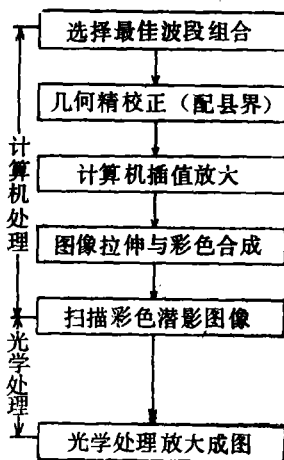 选择最佳波段组合
几何精校正（配县界）
计算机插值放大
图像拉伸与彩色合成
扫描彩色潜影图像
光学处理放大成图
计算机处理
光学处理